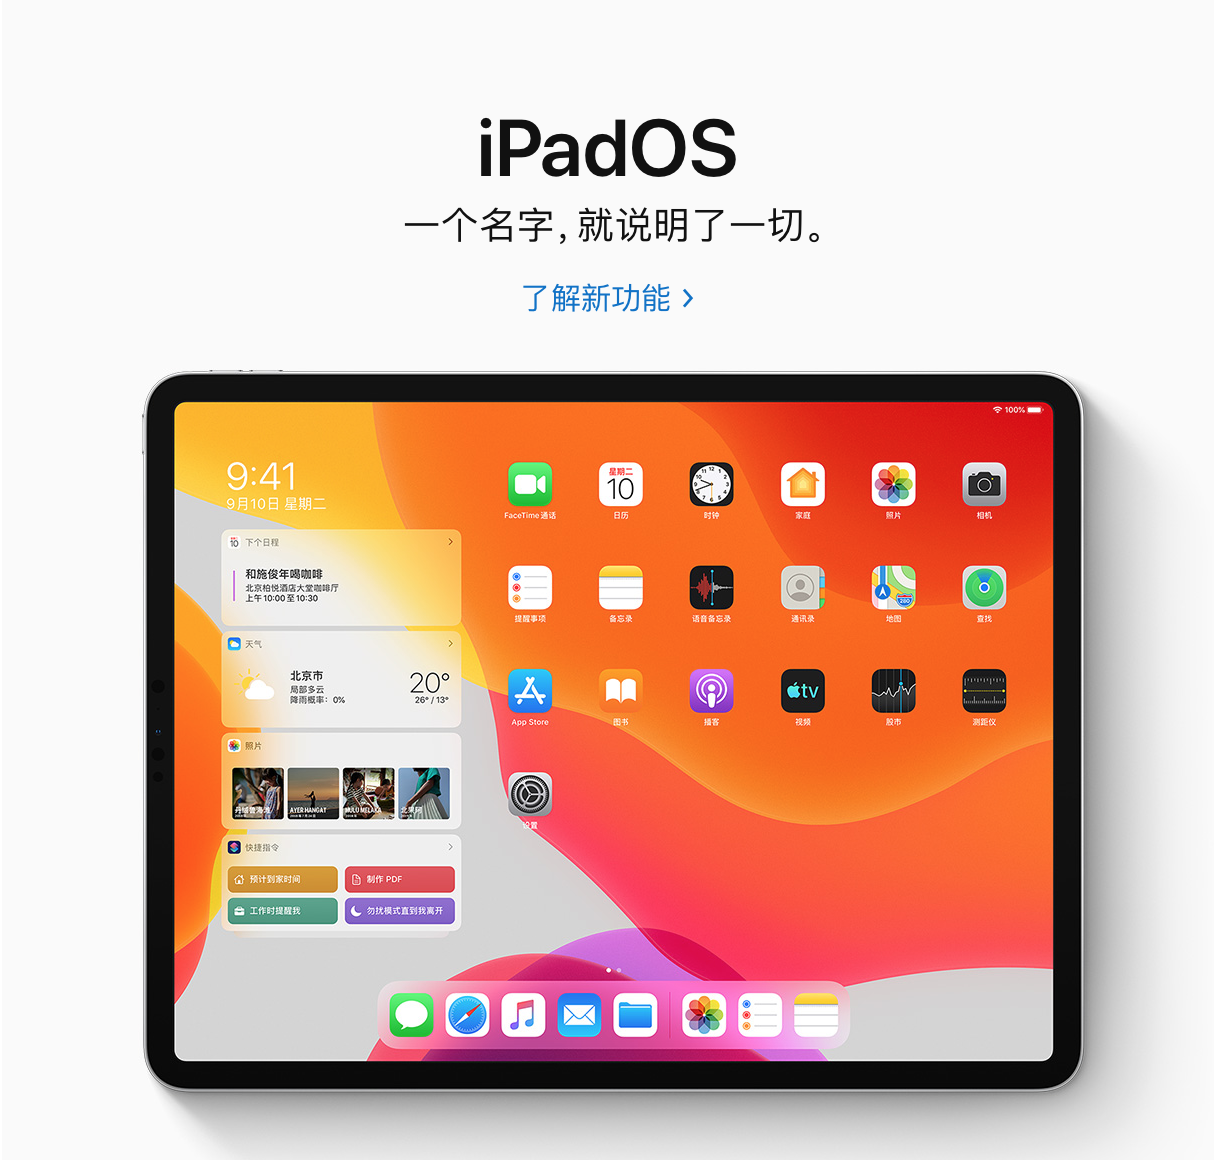 iPadOS
一个名字，就说明了一切。
了解新功能
100%
9:41
9月10日 星期二
10
下个日程
和施俊年喝咖啡
北京柏悦酒店大堂咖啡厅
上午10:00 至 10:30
天气
北京市
局部多云
降雨概率：0%
20°
26° / 13°
照片
AYER HANGAT
HULU MELAKA
快捷指令
预计到家时间
制作 PDF
工作时提醒我
勿扰模式直到我离开
星期二
10
FaceTime 通话
日历
时钟
家庭
照片
相机
提醒事项
备忘录
语音备忘录
通讯录
280
地图
查找
tv
App Store
图书
播客
视频
股市
测距仪
设置